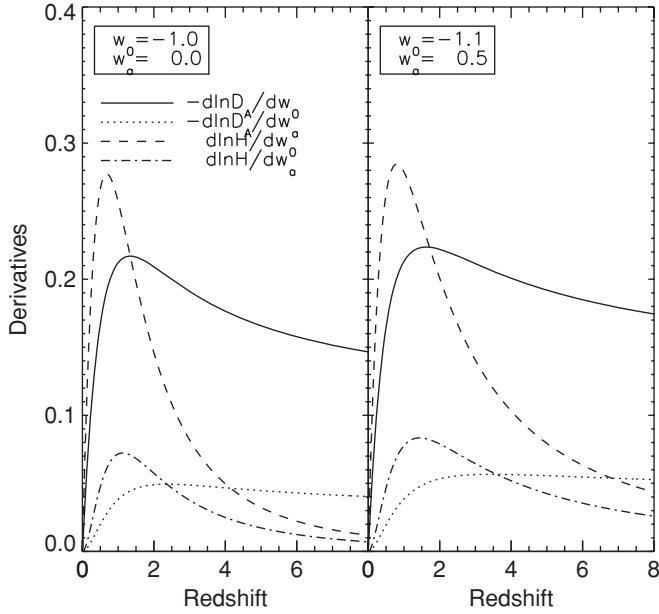 0.4
0.3
0.2
0.1
0.0
Derivatives
w0=−1.0
wa= 0.0
−dlnDA/dw0
−dlnDA/dwa
dlnH/dw0
dlnH/dwa
w0=−1.1
wa= 0.5
0 2 4 6
0 2 4 6 8
Redshift
Redshift